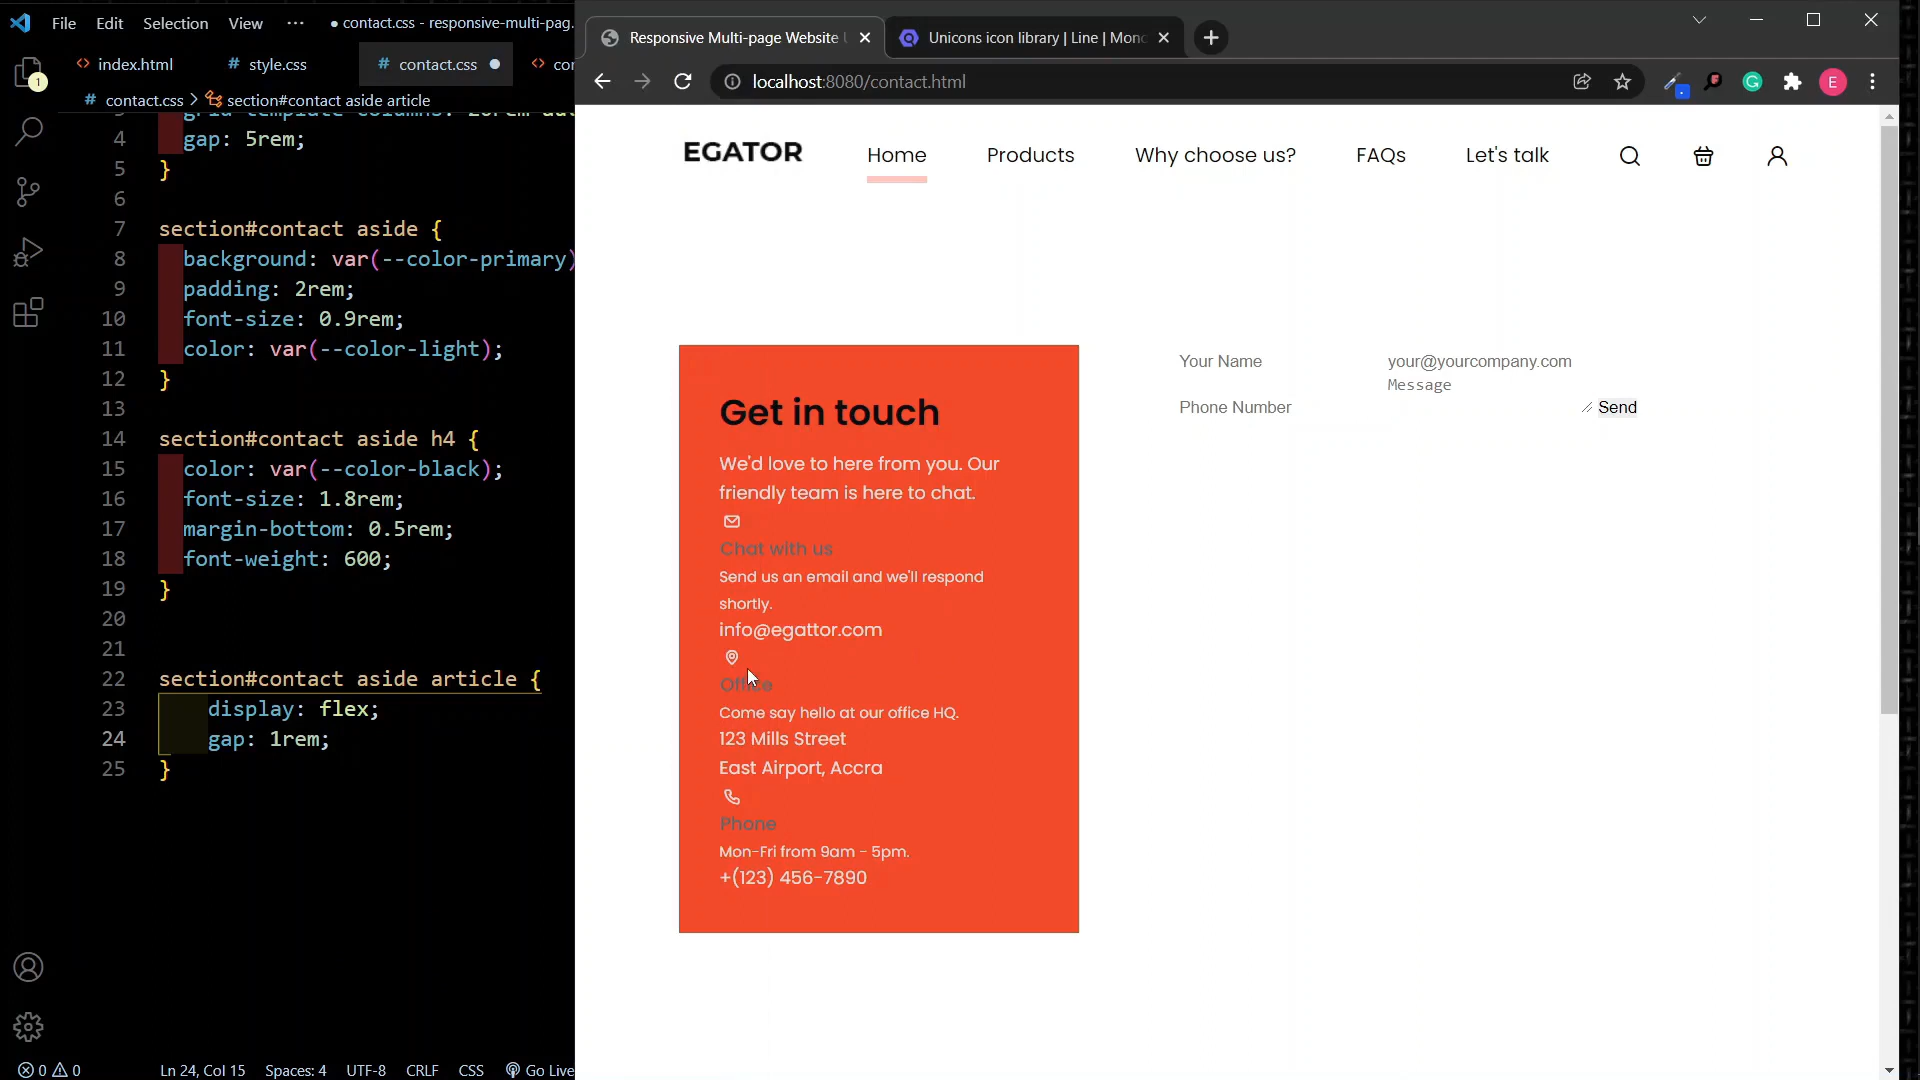 File Edit Selection View ··· ● contact.css - responsive-multi-pag.
index.html # style.css # contact.css ● con
# contact.css > section#contact aside article
4 gap: 5rem;
5 }
6
7 section#contact aside {
8 background: var(--color-primary)
9 padding: 2rem;
10 font-size: 0.9rem;
11 color: var(--color-light);
12 }
13
14 section#contact aside h4 {
15 color: var(--color-black);
16 font-size: 1.8rem;
17 margin-bottom: 0.5rem;
18 font-weight: 600;
19 }
20
21
22 section#contact aside article {
23 display: flex;
24 gap: 1rem;
25 }
1
0 0 Ln 24, Col 15 Spaces: 4 UTF-8 CRLF CSS Go Live
Responsive Multi-page Website Unicons icon library | Line | Mono
localhost:8080/contact.html
E
EGATOR Home Products Why choose us? FAQs Let's talk
Get in touch
We'd love to here from you. Our
friendly team is here to chat.
Chat with us
Send us an email and we'll respond
shortly.
info@egattor.com
Office
Come say hello at our office HQ.
123 Mills Street
East Airport, Accra
Phone
Mon-Fri from 9am - 5pm.
+(123) 456-7890
Your Name your@yourcompany.com
Message
Phone Number Send